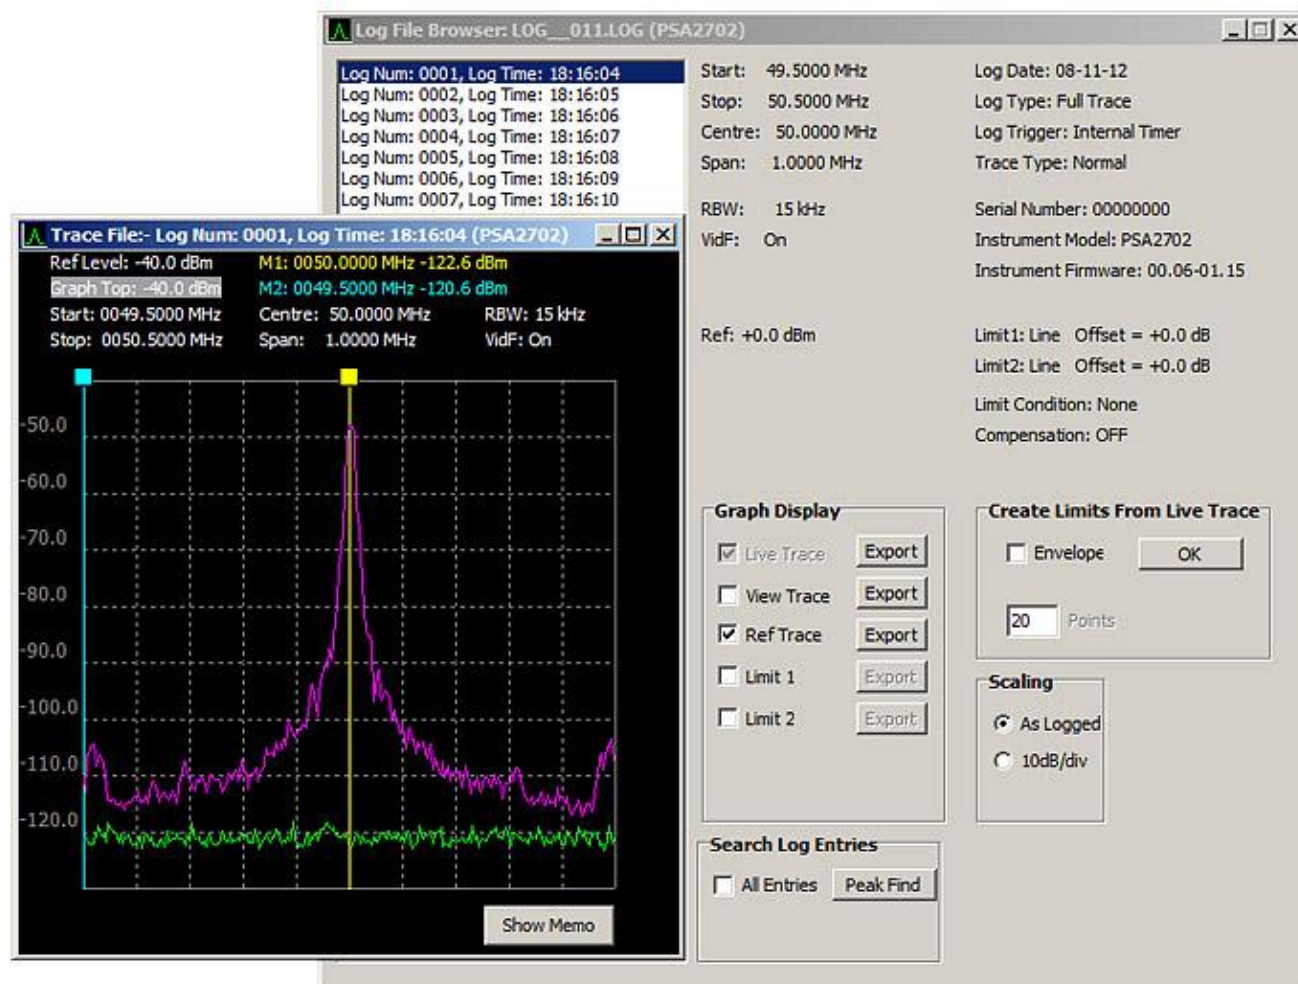 Log File Browser: LOG__011.LOG (PSA2702)
Log Num: 0001, Log Time: 18:16:04
Log Num: 0002, Log Time: 18:16:05
Log Num: 0003, Log Time: 18:16:06
Log Num: 0004, Log Time: 18:16:07
Log Num: 0005, Log Time: 18:16:08
Log Num: 0006, Log Time: 18:16:09
Log Num: 0007, Log Time: 18:16:10
Start: 49.5000 MHz
Stop: 50.5000 MHz
Centre: 50.0000 MHz
Span: 1.0000 MHz
RBW: 15 kHz
VidF: On
Ref: +0.0 dBm
Log Date: 08-11-12
Log Type: Full Trace
Log Trigger: Internal Timer
Trace Type: Normal
Serial Number: 00000000
Instrument Model: PSA2702
Instrument Firmware: 00.06-01.15
Limit1: Line Offset = +0.0 dB
Limit2: Line Offset = +0.0 dB
Limit Condition: None
Compensation: OFF
Trace File:- Log Num: 0001, Log Time: 18:16:04 (PSA2702)
Ref Level: -40.0 dBm M1: 0050.0000 MHz -122.6 dBm
Graph Top: -40.0 dBm M2: 0049.5000 MHz -120.6 dBm
Start: 0049.5000 MHz Centre: 50.0000 MHz RBW: 15 kHz
Stop: 0050.5000 MHz Span: 1.0000 MHz VidF: On
-50.0
-60.0
-70.0
-80.0
-90.0
-100.0
-110.0
-120.0
Show Memo
Graph Display
Live Trace Export
View Trace Export
Ref Trace Export
Limit 1 Export
Limit 2 Export
Create Limits From Live Trace
Envelope OK
20 Points
Scaling
As Logged
10dB/div
Search Log Entries
All Entries Peak Find